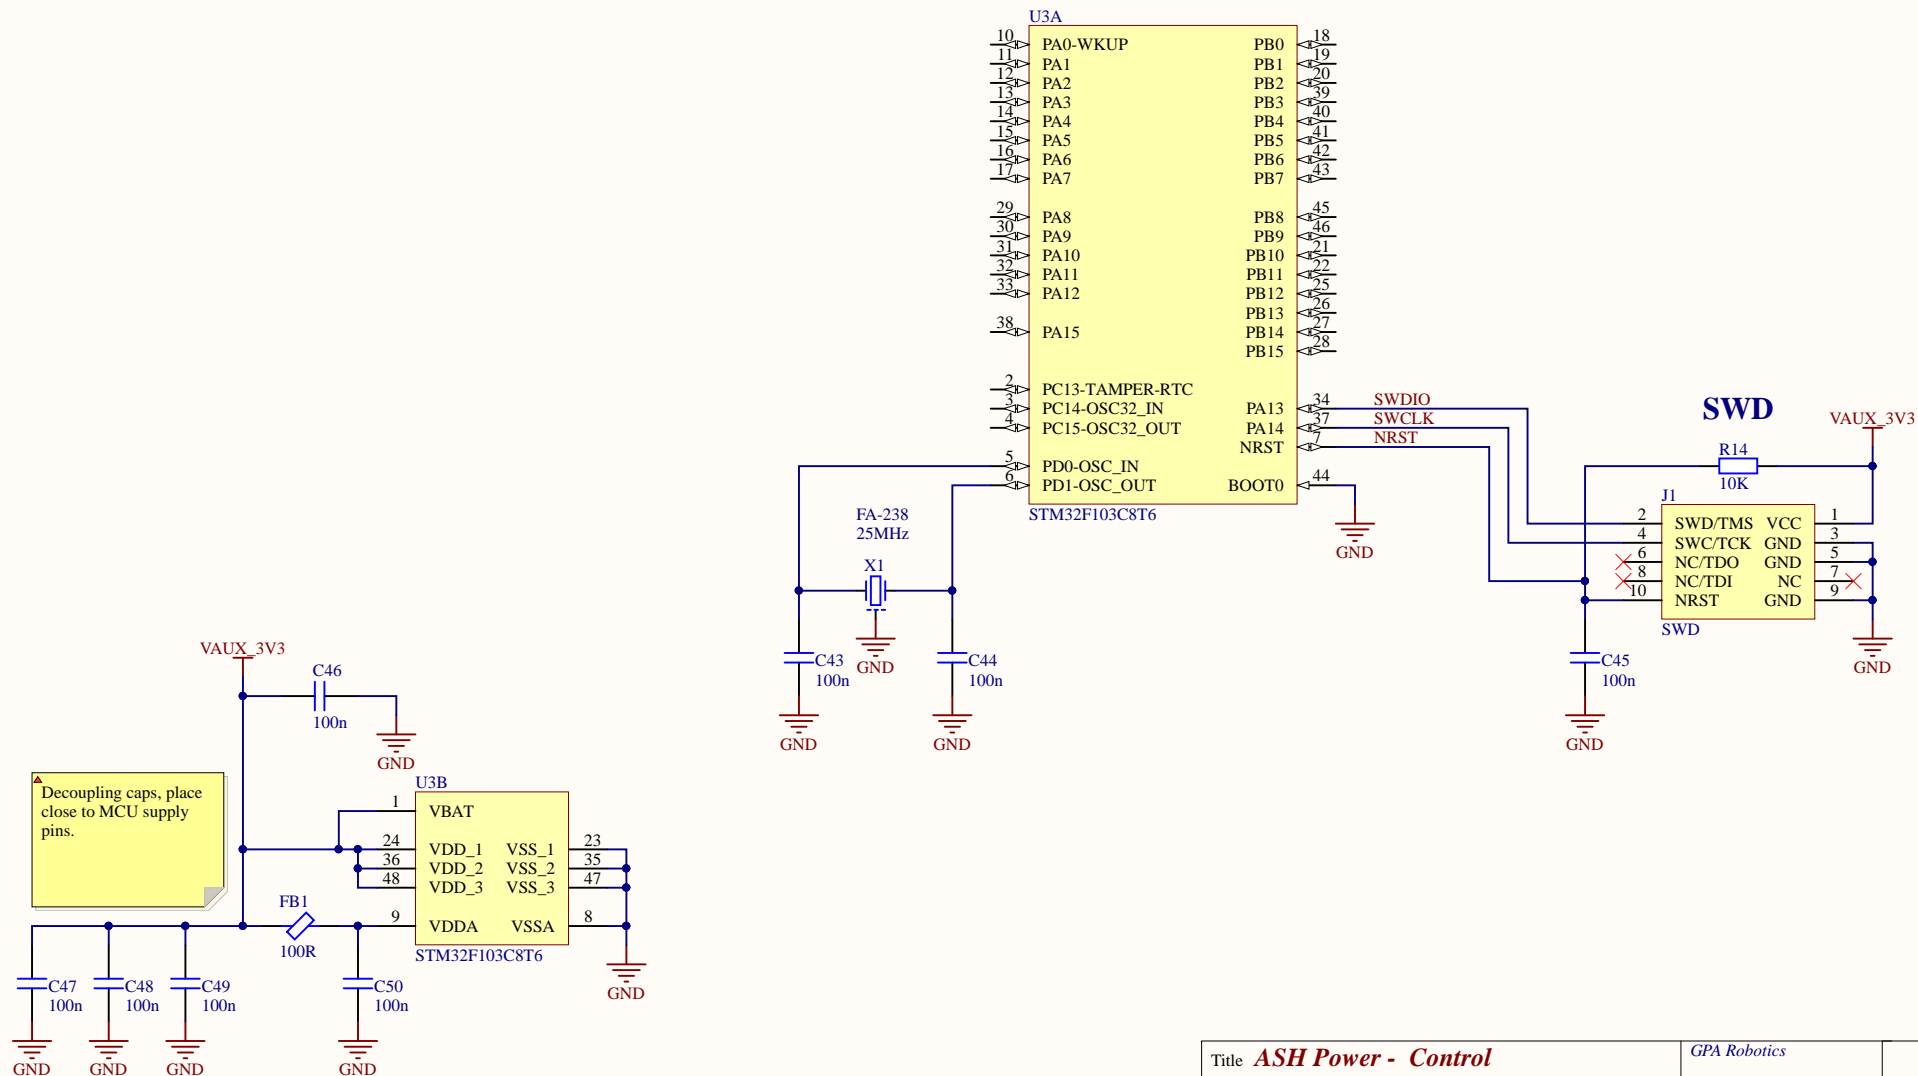 U3A
10 PA0-WKUP PB0 18
11 PA1 PB1 19
12 PA2 PB2 20
13 PA3 PB3 39
14 PA4 PB4 40
15 PA5 PB5 41
16 PA6 PB6 42
17 PA7 PB7 43
29 PA8 PB8 45
30 PA9 PB9 46
31 PA10 PB10 21
32 PA11 PB11 22
33 PA12 PB12 25
PB13 26
38 PA15 PB14 27
PB15 28
2 PC13-TAMPER-RTC
3 PC14-OSC32_IN PA13 34 SWDIO
4 PC15-OSC32_OUT PA14 37 SWCLK
NRST 7 NRST
5 PD0-OSC_IN
6 PD1-OSC_OUT BOOT0 44
STM32F103C8T6
GND
SWD
VAUX_3V3
R14
10K
J1
2 SWD/TMS VCC 1
4 SWC/TCK GND 3
6 NC/TDO GND 5
8 NC/TDI NC 7
10 NRST GND 9
SWD
GND
C45
100n
GND
FA-238
25MHz
X1
GND
C43
100n
GND
C44
100n
GND
VAUX_3V3
C46
100n
GND
Decoupling caps, place
close to MCU supply
pins.
U3B
1 VBAT
24 VDD_1 VSS_1 23
36 VDD_2 VSS_2 35
48 VDD_3 VSS_3 47
9 VDDA VSSA 8
STM32F103C8T6
GND
FB1
100R
C47
100n
GND
C48
100n
GND
C49
100n
GND
C50
100n
GND
Title ASH Power - Control
GPA Robotics